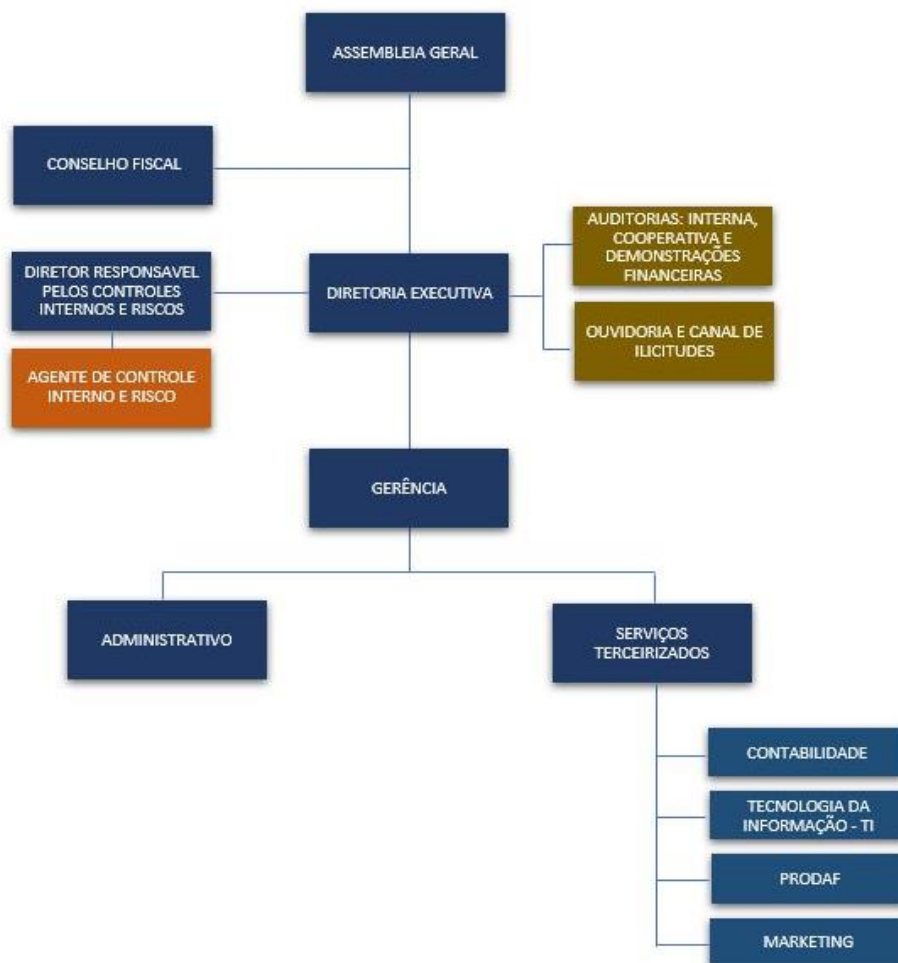 ASSEMBLEIA GERAL
CONSELHO FISCAL
AUDITORIAS: INTERNA,
COOPERATIVA E
DEMONSTRAÇÕES
FINANCEIRAS
DIRETOR RESPONSAVEL
PELOS CONTROLES
INTERNOS E RISCOS
DIRETORIA EXECUTIVA
OUVIDORIA E CANAL DE
ILICITUDES
AGENTE DE CONTROLE
INTERNO E RISCO
GERÊNCIA
ADMINISTRATIVO
SERVIÇOS
TERCEIRIZADOS
CONTABILIDADE
TECNOLOGIA DA
INFORMAÇÃO - TI
PRODAF
MARKETING